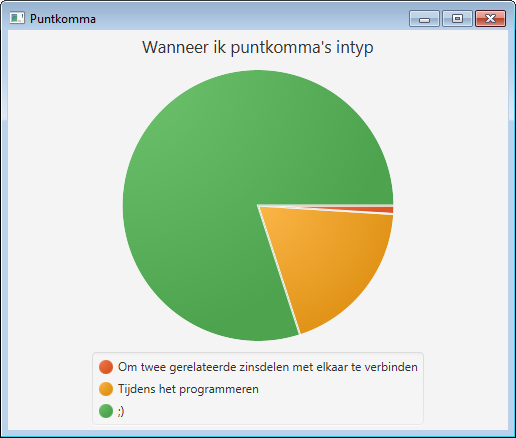 Puntkomma
Wanneer ik puntkomma's intyp
Om twee gerelateerde zinsdelen met elkaar te verbinden
Tijdens het programmeren
;)